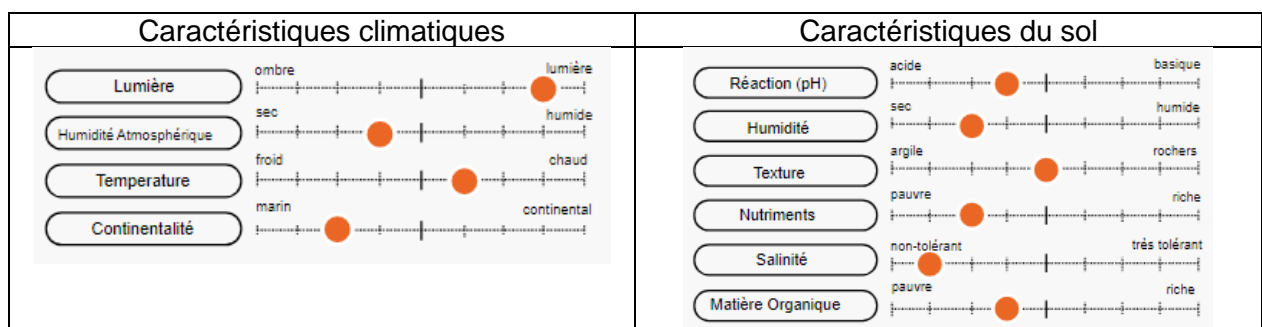 Caractéristiques climatiques
Lumière
ombre
lumière
Humidité Atmosphérique
sec
humide
Temperature
froid
chaud
Continentalité
marin
continental
Caractéristiques du sol
Réaction (pH)
acide
basique
Humidité
sec
humide
Texture
argile
rochers
Nutriments
pauvre
riche
Salinité
non-tolérant
très tolérant
Matière Organique
pauvre
riche